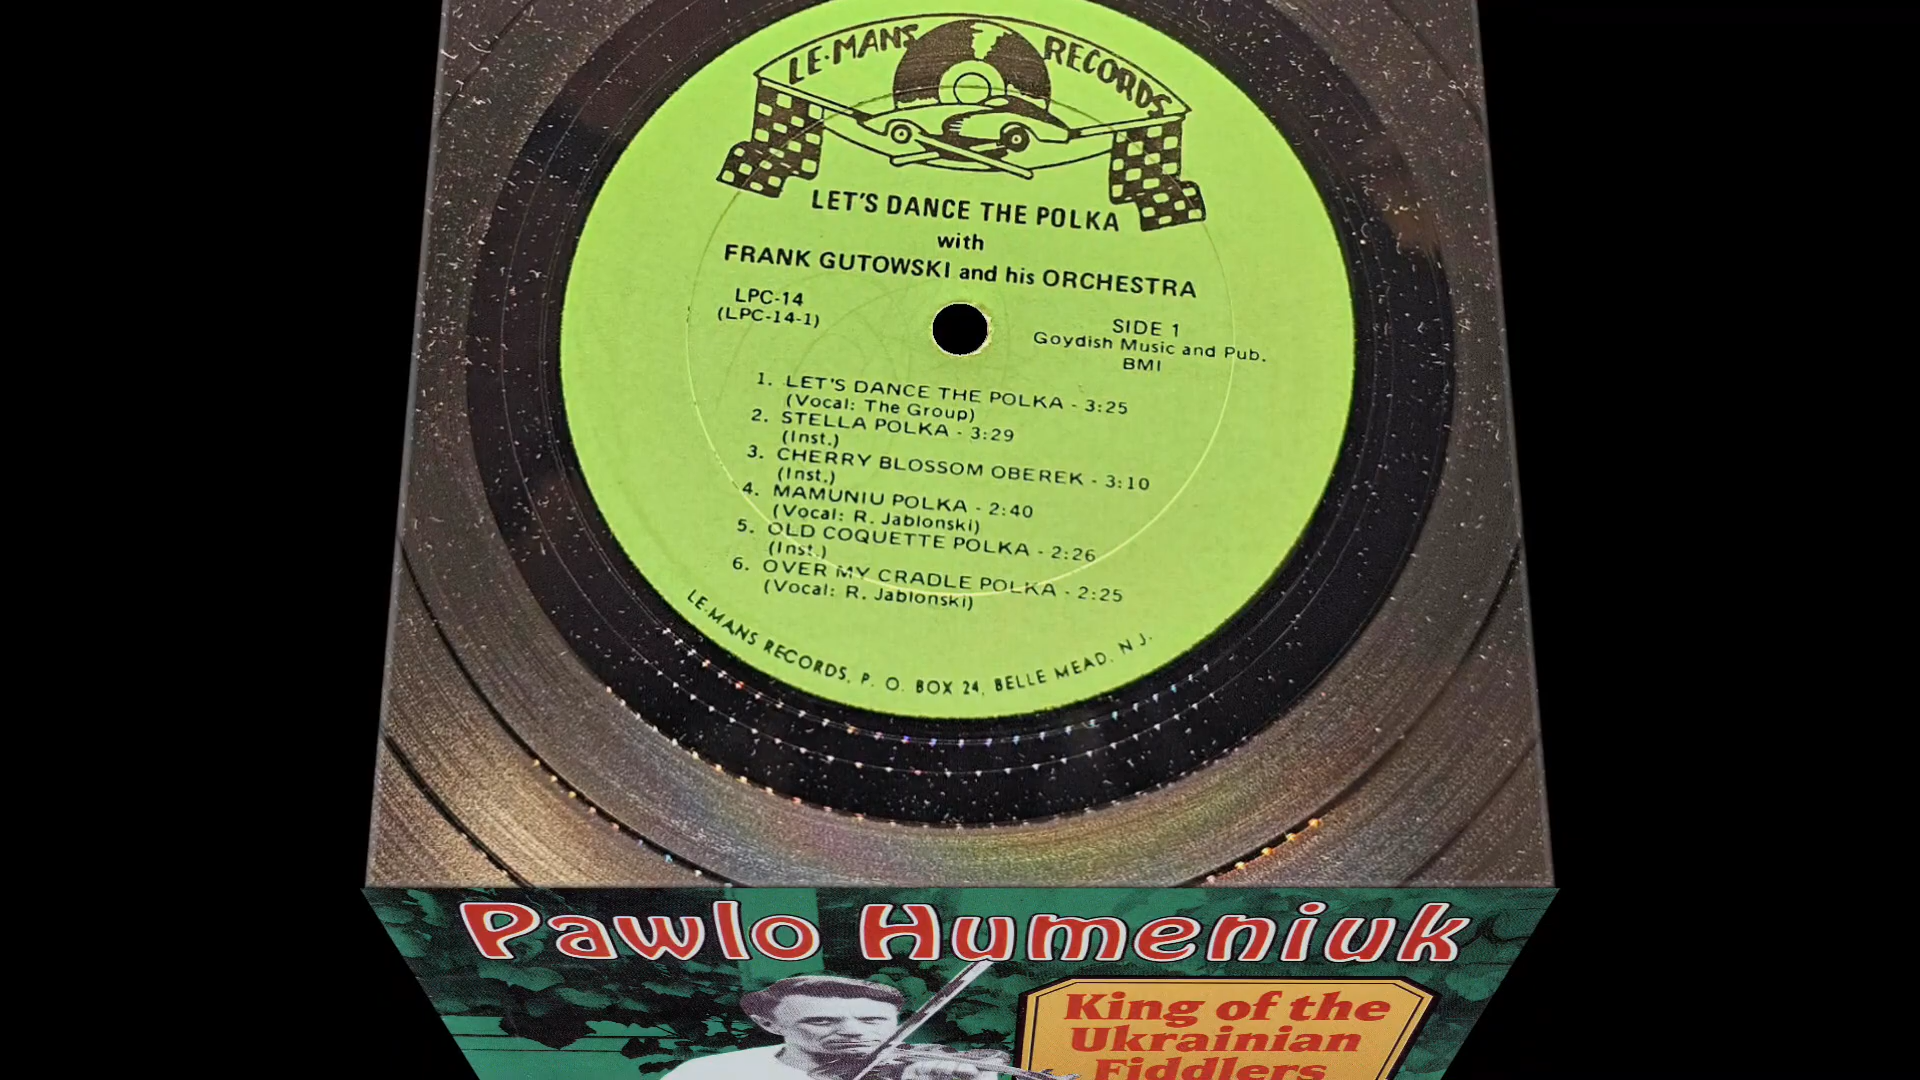 LE·MANS RECORDS
LET'S DANCE THE POLKA
with
FRANK GUTOWSKI and his ORCHESTRA
LPC-14
(LPC-14-1)
SIDE 1
Goydish Music and Pub.
BMI
1. LET'S DANCE THE POLKA - 3:25
(Vocal: The Group)
2. STELLA POLKA - 3:29
(Inst.)
3. CHERRY BLOSSOM OBEREK - 3:10
(Inst.)
4. MAMUNIU POLKA - 2:40
(Vocal: R. Jablonski)
5. OLD COQUETTE POLKA - 2:26
(Inst.)
6. OVER MY CRADLE POLKA - 2:25
(Vocal: R. Jablonski)
LE·MANS RECORDS, P. O. BOX 24, BELLE MEAD, N J.
Pawlo Humeniuk
King of the
Ukrainian
Fiddlers